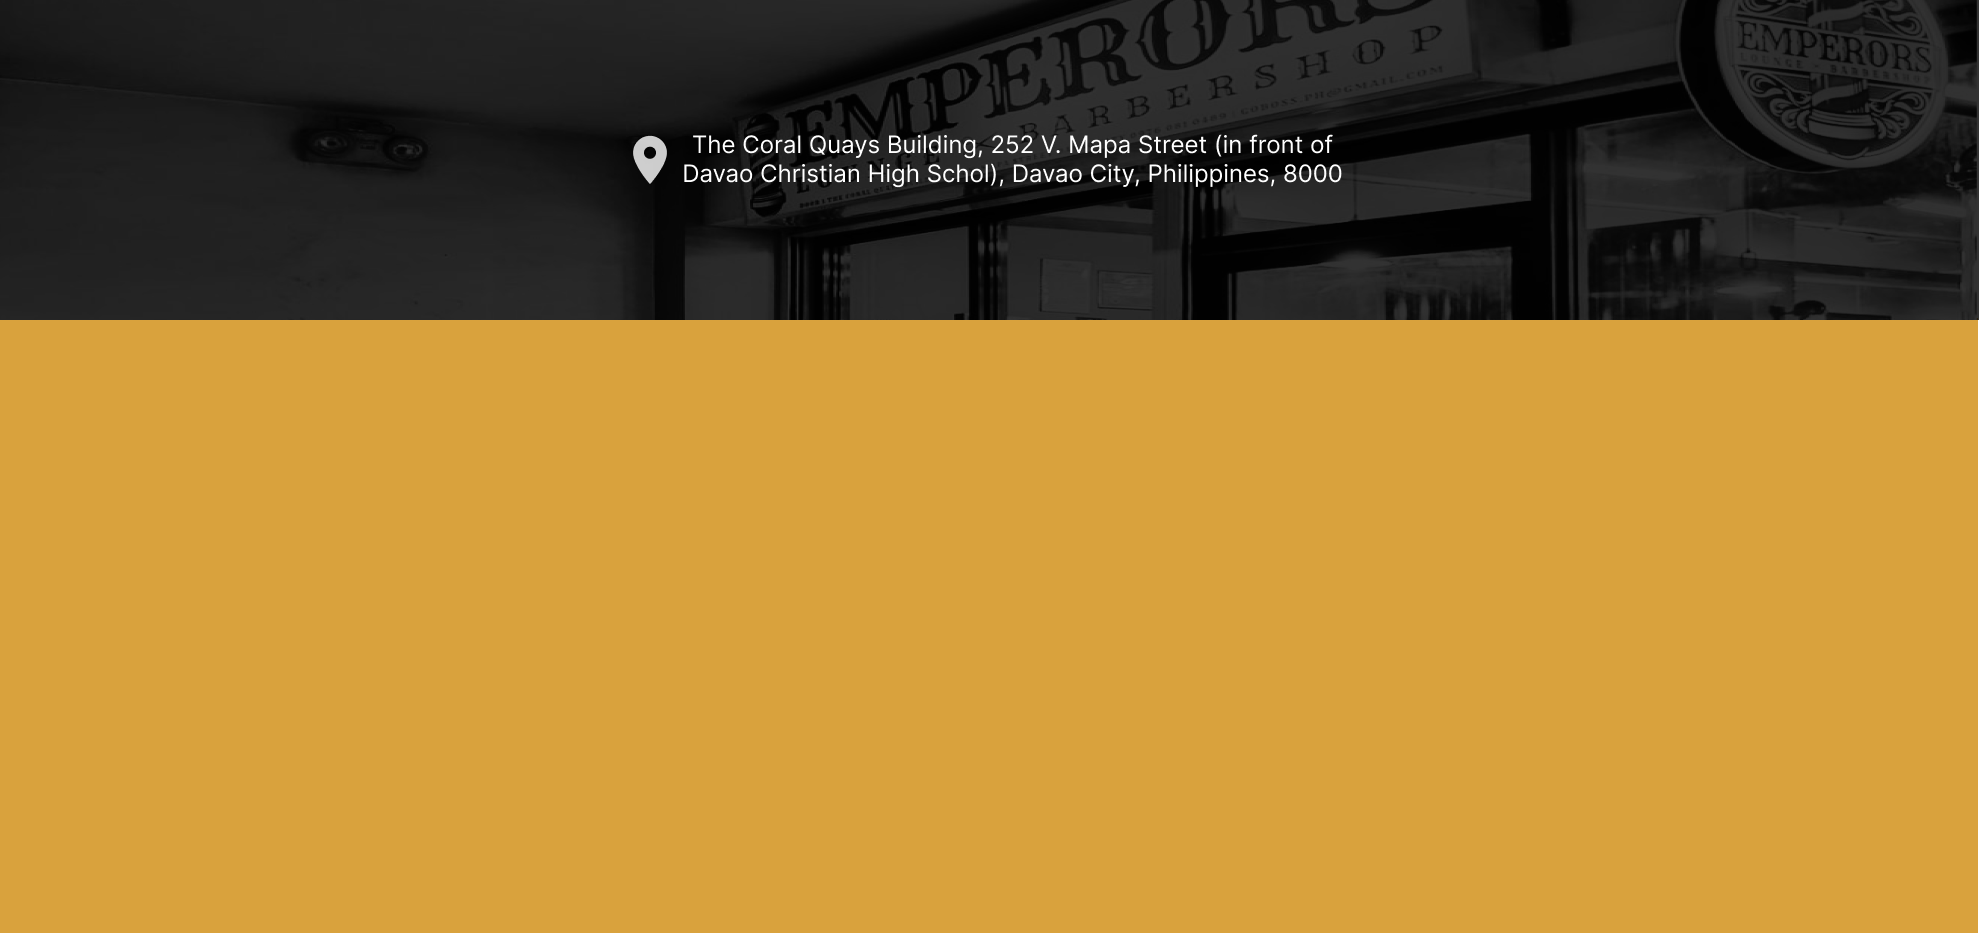 EMPERORS
BARBERSHOP
EMPERORS
The Coral Quays Building, 252 V. Mapa Street (in front of
Davao Christian High Schol), Davao City, Philippines, 8000